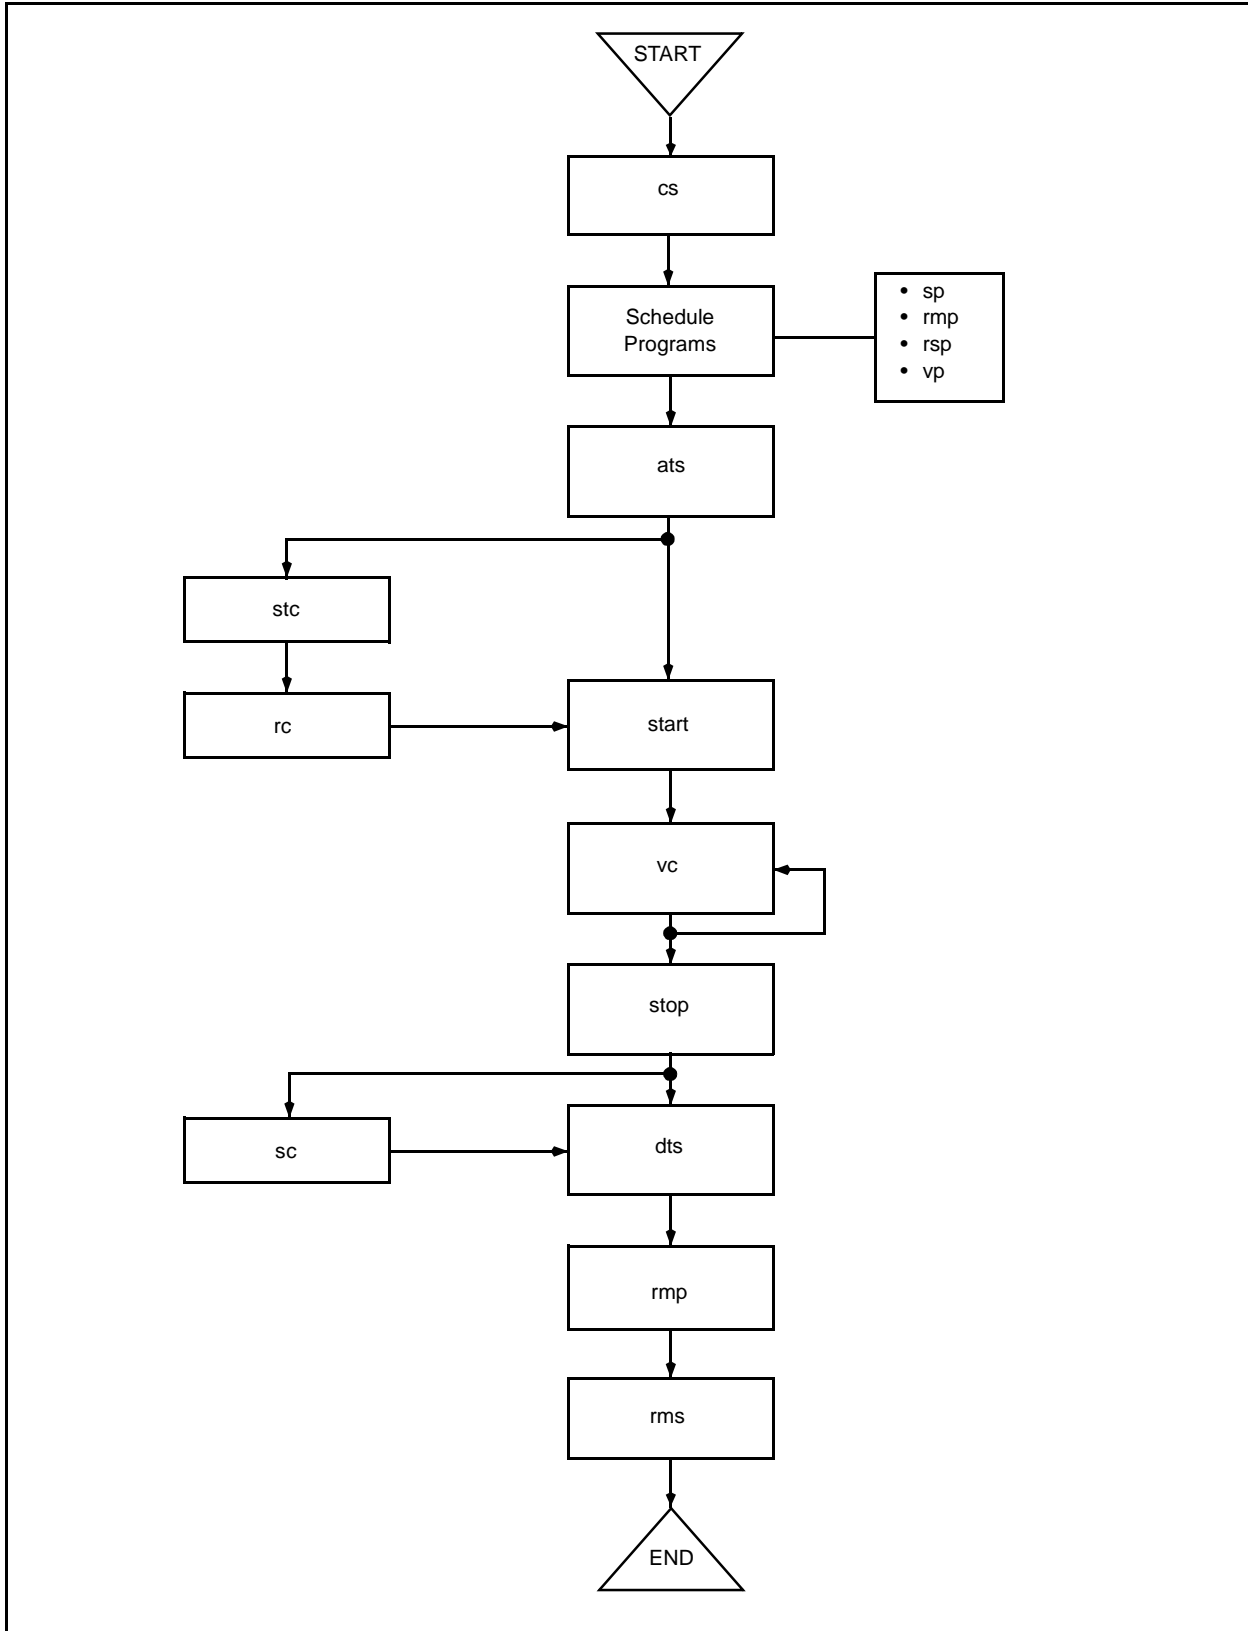 START
cs
Schedule
Programs
• sp
• rmp
• rsp
• vp
ats
stc
rc
start
vc
stop
sc
dts
rmp
rms
END